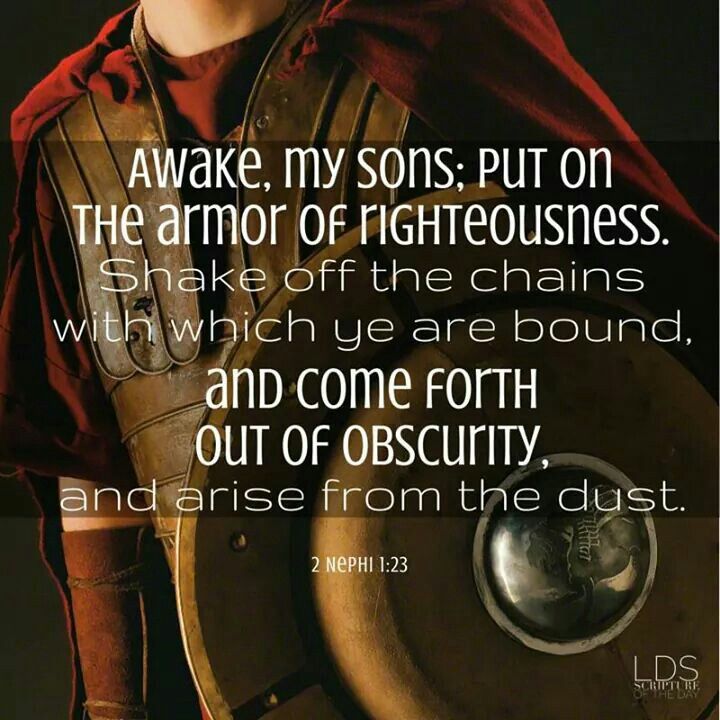 Awake, my sons; put on
the armor of righteousness.
Shake off the chains
with which ye are bound,
and come forth
out of obscurity,
and arise from the dust.
2 Nephi 1:23
LDS
SCRIPTURE
OF THE DAY